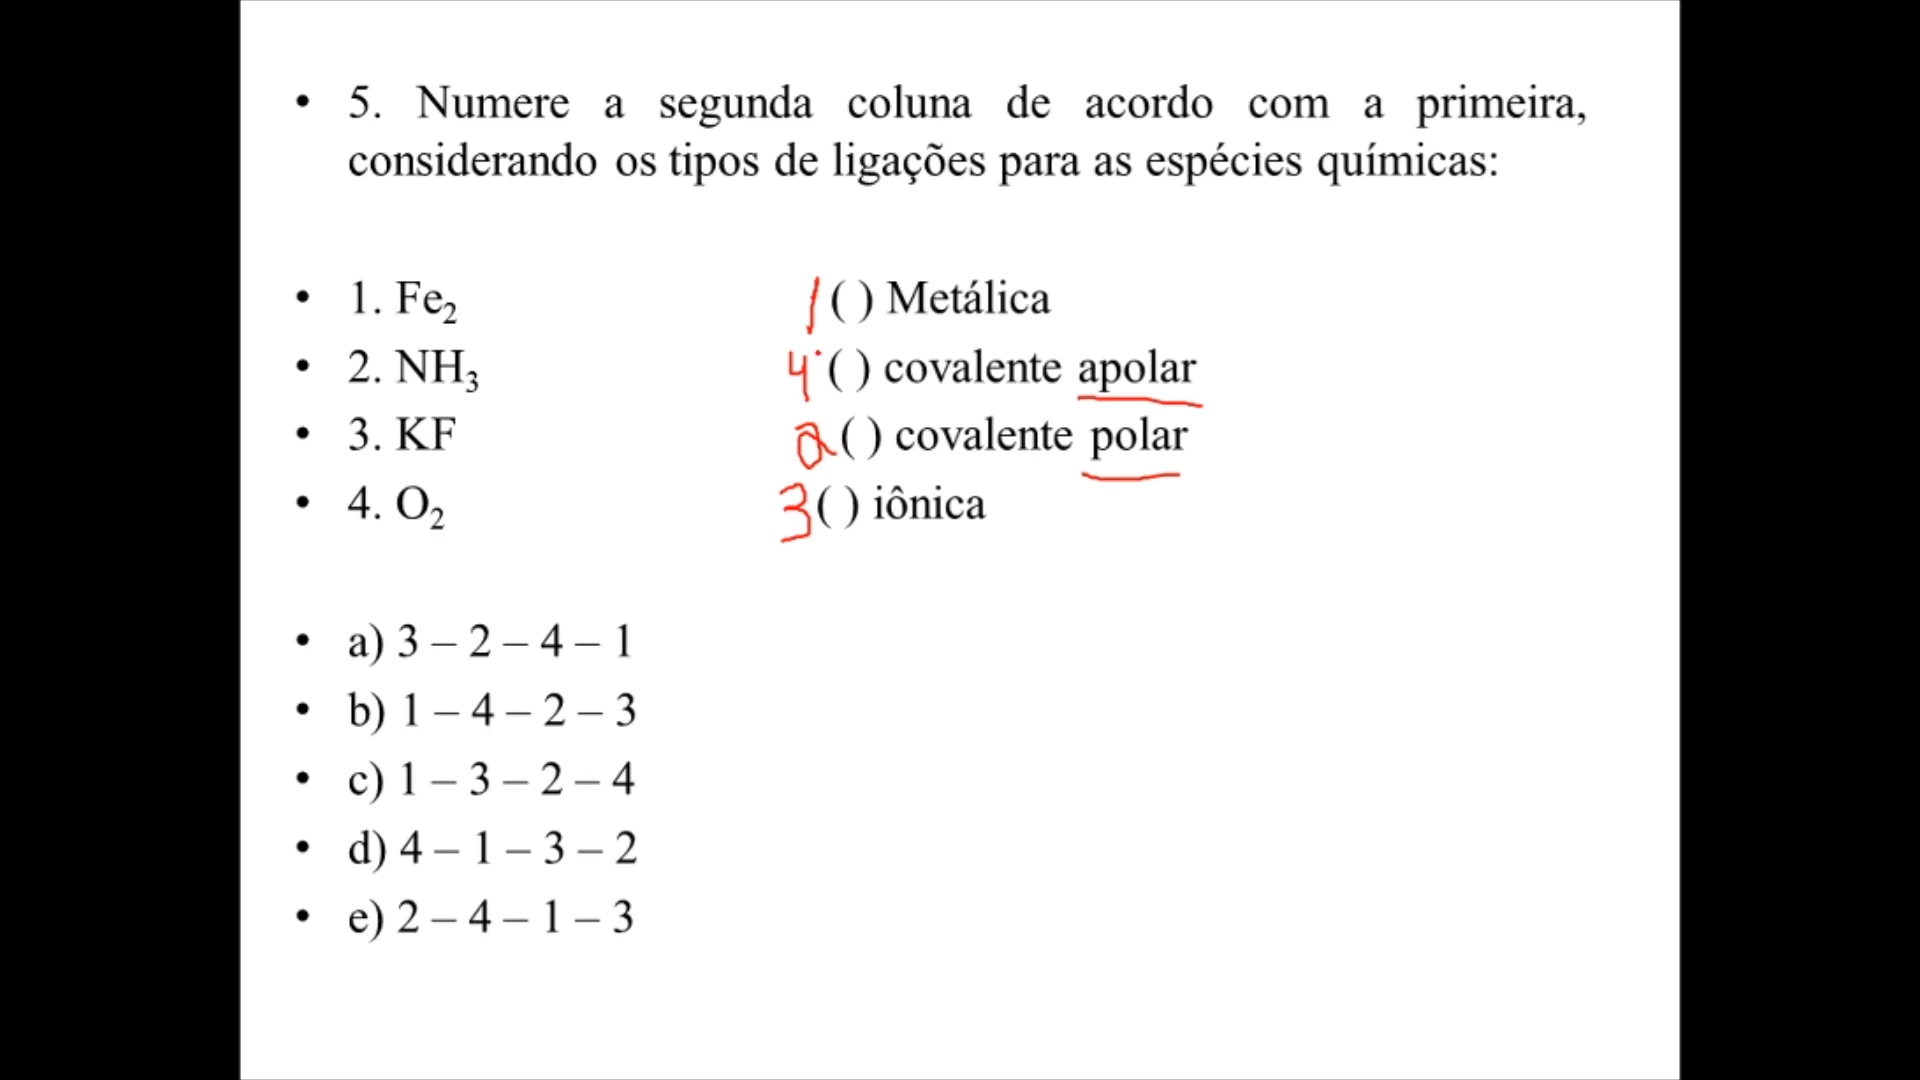 • 5. Numere a segunda coluna de acordo com a primeira,
considerando os tipos de ligações para as espécies químicas:
• 1. Fe₂ 1 ( ) Metálica
• 2. NH₃ 4 ( ) covalente apolar
• 3. KF 2 ( ) covalente polar
• 4. O₂ 3 ( ) iônica
• a) 3 – 2 – 4 – 1
• b) 1 – 4 – 2 – 3
• c) 1 – 3 – 2 – 4
• d) 4 – 1 – 3 – 2
• e) 2 – 4 – 1 – 3